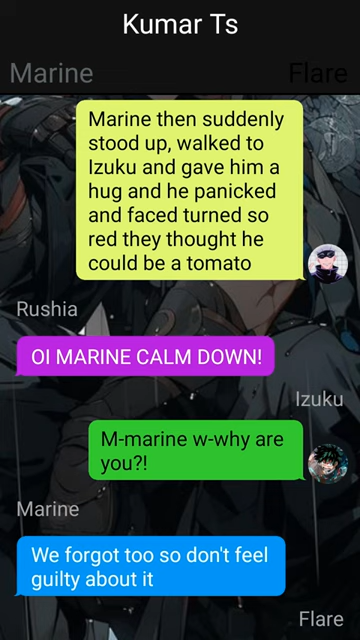 Kumar Ts
Marine
Flare
Marine then suddenly
stood up, walked to
Izuku and gave him a
hug and he panicked
and faced turned so
red they thought he
could be a tomato
Rushia
OI MARINE CALM DOWN!
Izuku
M-marine w-why are
you?!
Marine
We forgot too so don't feel
guilty about it
Flare